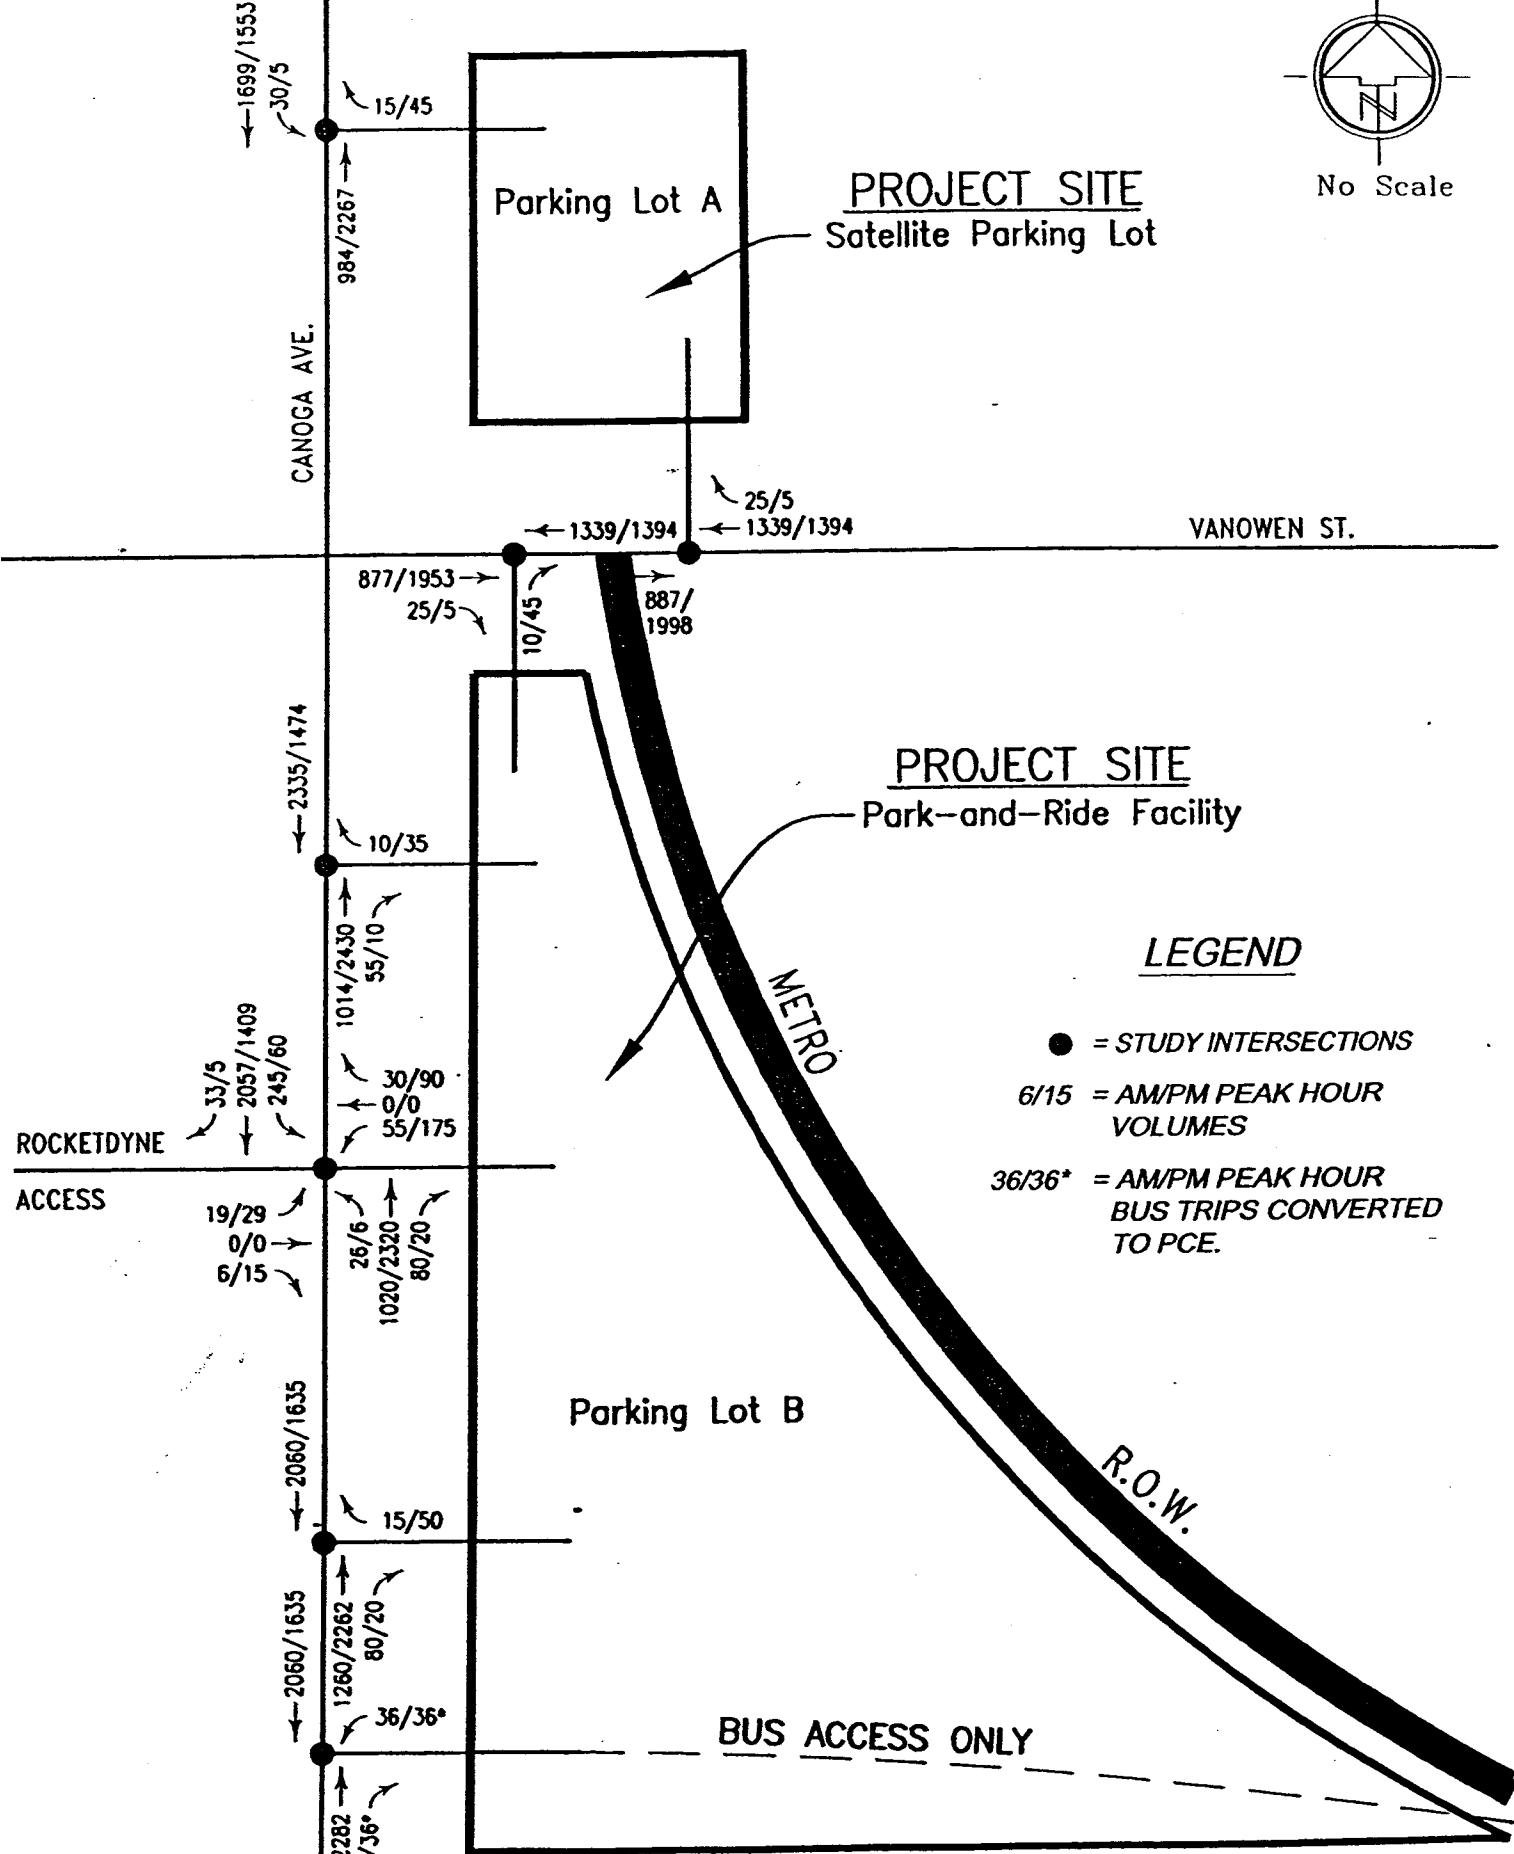 1699/1553
30/5
15/45
984/2267
Parking Lot A
PROJECT SITE
Satellite Parking Lot
N
No Scale
CANOGA AVE.
25/5
1339/1394
1339/1394
VANOWEN ST.
877/1953
25/5
10/45
887/
1998
2335/1474
10/35
1014/2430
55/10
PROJECT SITE
Park-and-Ride Facility
METRO
R.O.W.
LEGEND
= STUDY INTERSECTIONS
6/15 = AM/PM PEAK HOUR
VOLUMES
36/36* = AM/PM PEAK HOUR
BUS TRIPS CONVERTED
TO PCE.
33/5
2057/1409
245/60
30/90
0/0
55/175
ROCKETDYNE
ACCESS
19/29
0/0
6/15
26/6
1020/2320
80/20
Parking Lot B
2060/1635
15/50
1260/2262
80/20
2060/1635
36/36*
BUS ACCESS ONLY
2282
/36*